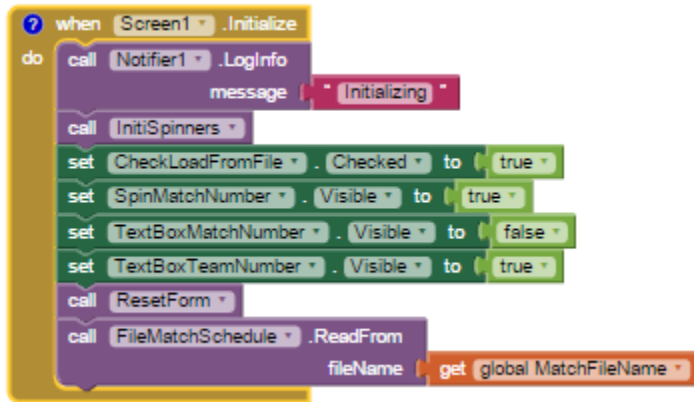 ? when Screen1 .Initialize
do call Notifier1 .LogInfo
message " Initializing "
call InitiSpinners
set CheckLoadFromFile . Checked to true
set SpinMatchNumber . Visible to true
set TextBoxMatchNumber . Visible to false
set TextBoxTeamNumber . Visible to true
call ResetForm
call FileMatchSchedule .ReadFrom
fileName get global MatchFileName